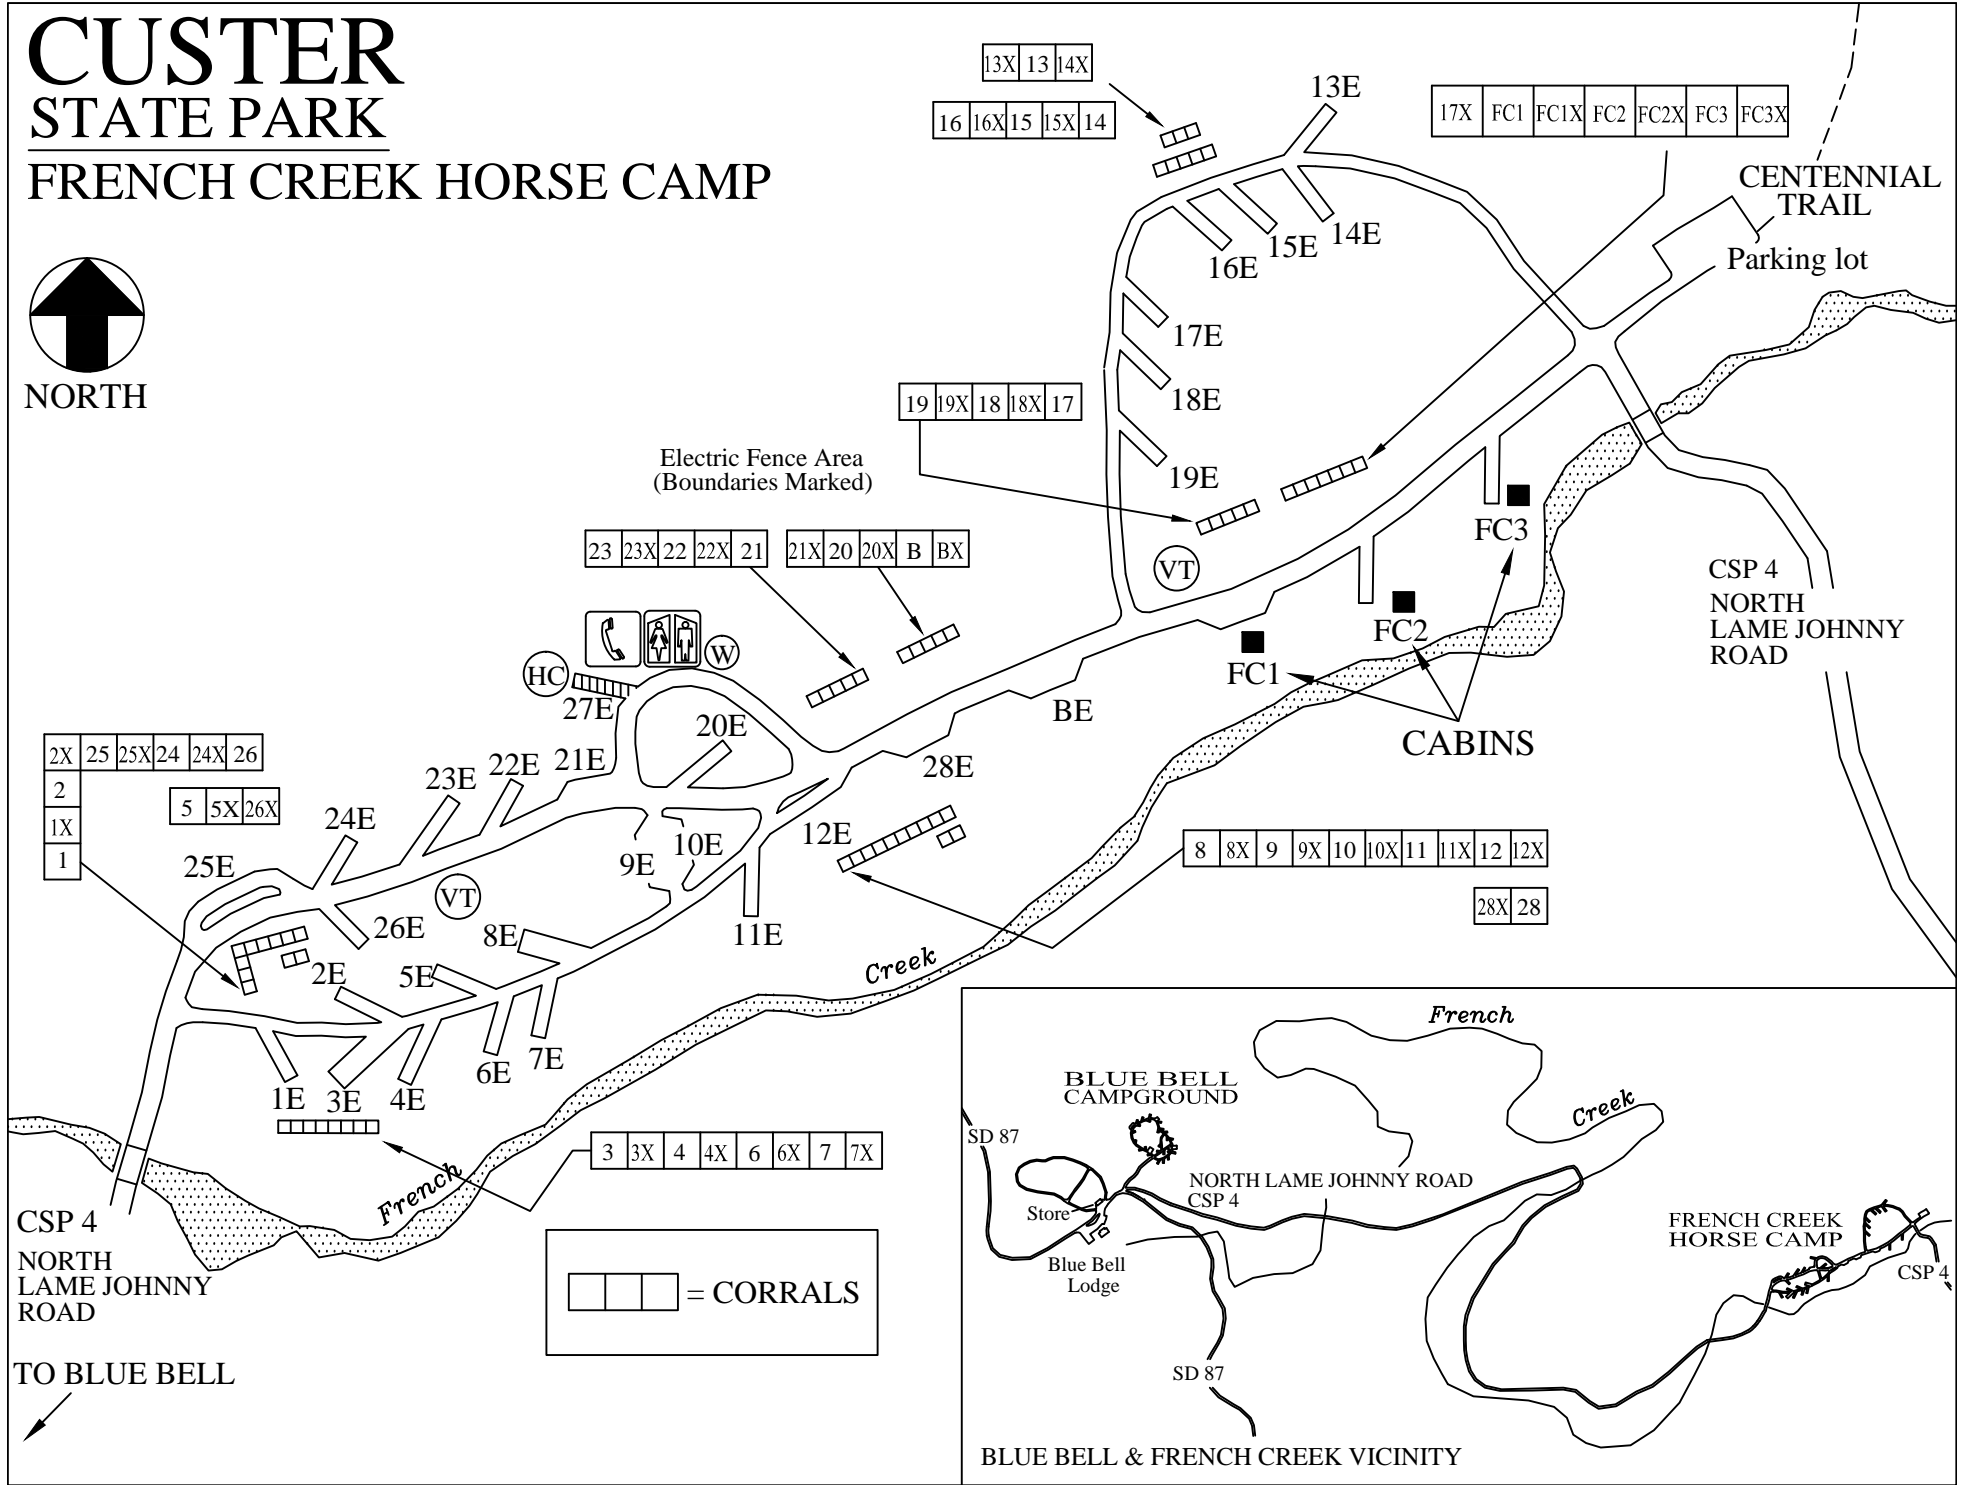 CUSTER
STATE PARK
FRENCH CREEK HORSE CAMP
NORTH
13X 13 14X
16 16X 15 15X 14
13E
17X FC1 FC1X FC2 FC2X FC3 FC3X
CENTENNIAL
TRAIL
Parking lot
14E
15E
16E
17E
18E
19E
19 19X 18 18X 17
Electric Fence Area
(Boundaries Marked)
23 23X 22 22X 21
21X 20 20X B BX
VT
FC3
FC2
FC1
CABINS
CSP 4
NORTH
LAME JOHNNY
ROAD
W
HC
27E
20E
BE
28E
21E
22E
23E
24E
25E
2X 25 25X 24 24X 26
2
1X
1
5 5X 26X
12E
10E
9E
VT
26E
8E
11E
8 8X 9 9X 10 10X 11 11X 12 12X
28X 28
2E
5E
7E
6E
1E
3E
4E
Creek
French
3 3X 4 4X 6 6X 7 7X
CSP 4
NORTH
LAME JOHNNY
ROAD
TO BLUE BELL
= CORRALS
French
Creek
BLUE BELL
CAMPGROUND
SD 87
NORTH LAME JOHNNY ROAD
CSP 4
Store
Blue Bell
Lodge
FRENCH CREEK
HORSE CAMP
CSP 4
SD 87
BLUE BELL & FRENCH CREEK VICINITY